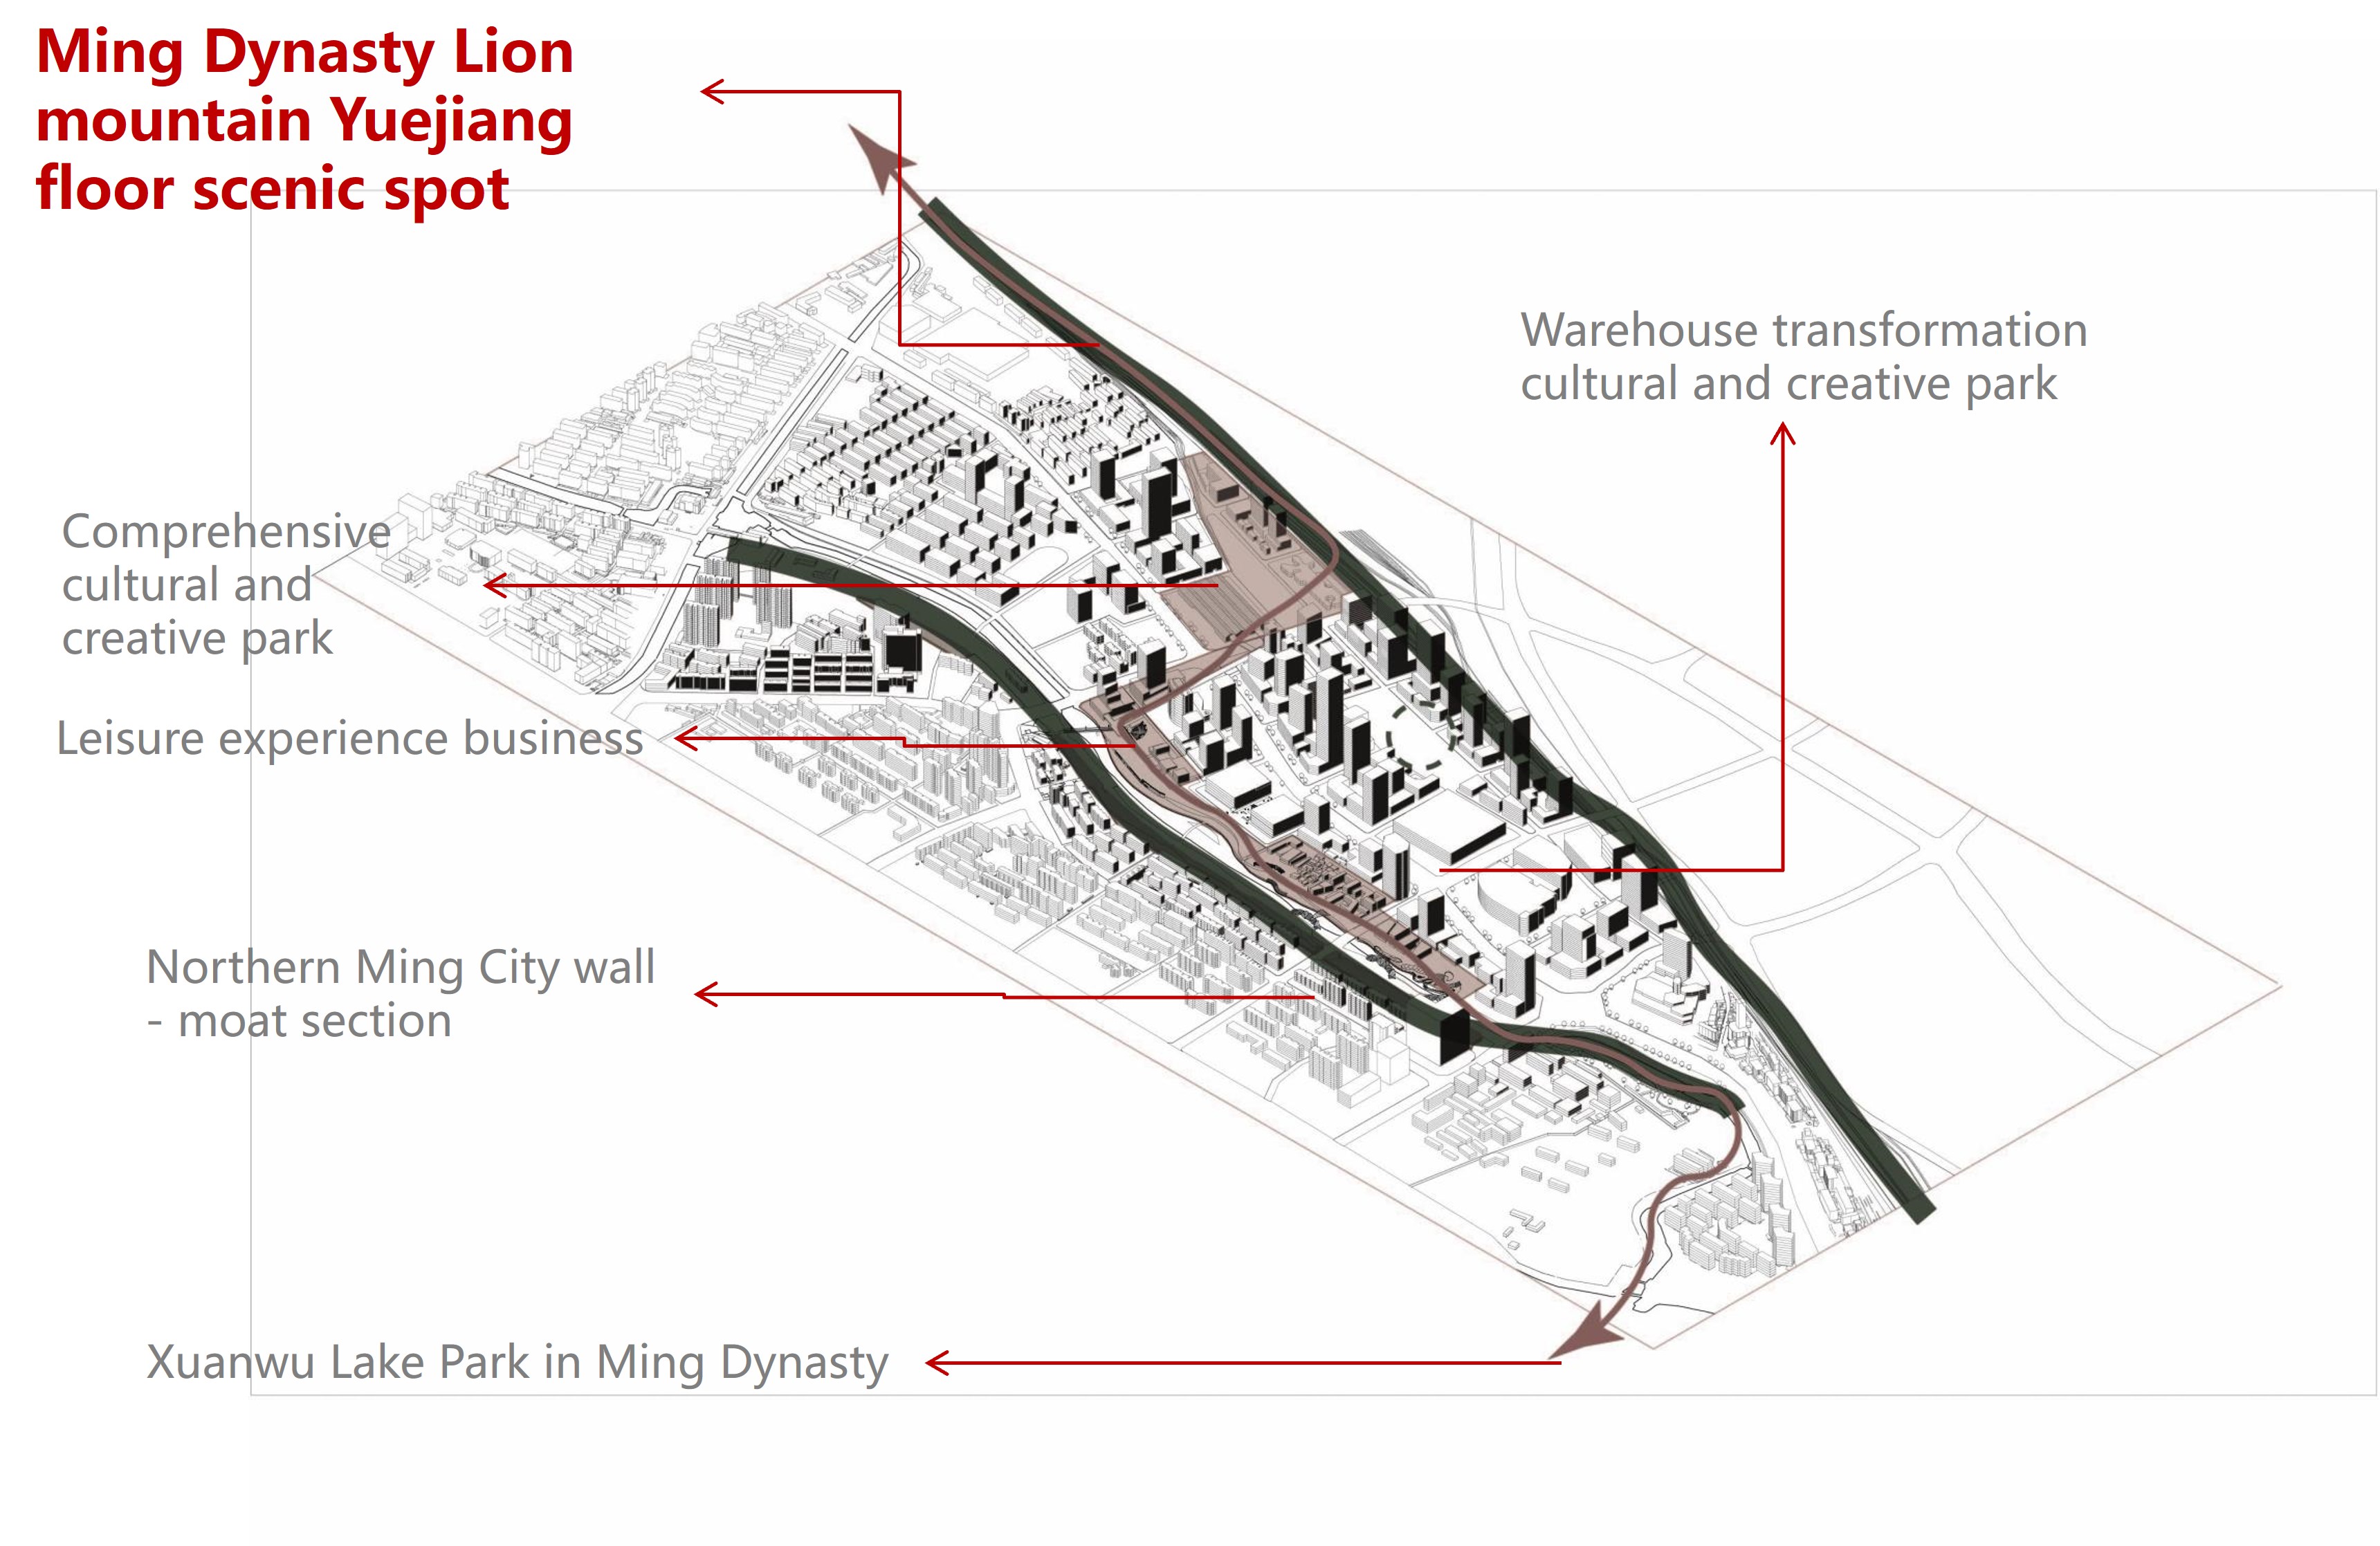 Ming Dynasty Lion
mountain Yuejiang
floor scenic spot
Warehouse transformation
cultural and creative park
Comprehensive
cultural and
creative park
Leisure experience business
Northern Ming City wall
- moat section
Xuanwu Lake Park in Ming Dynasty